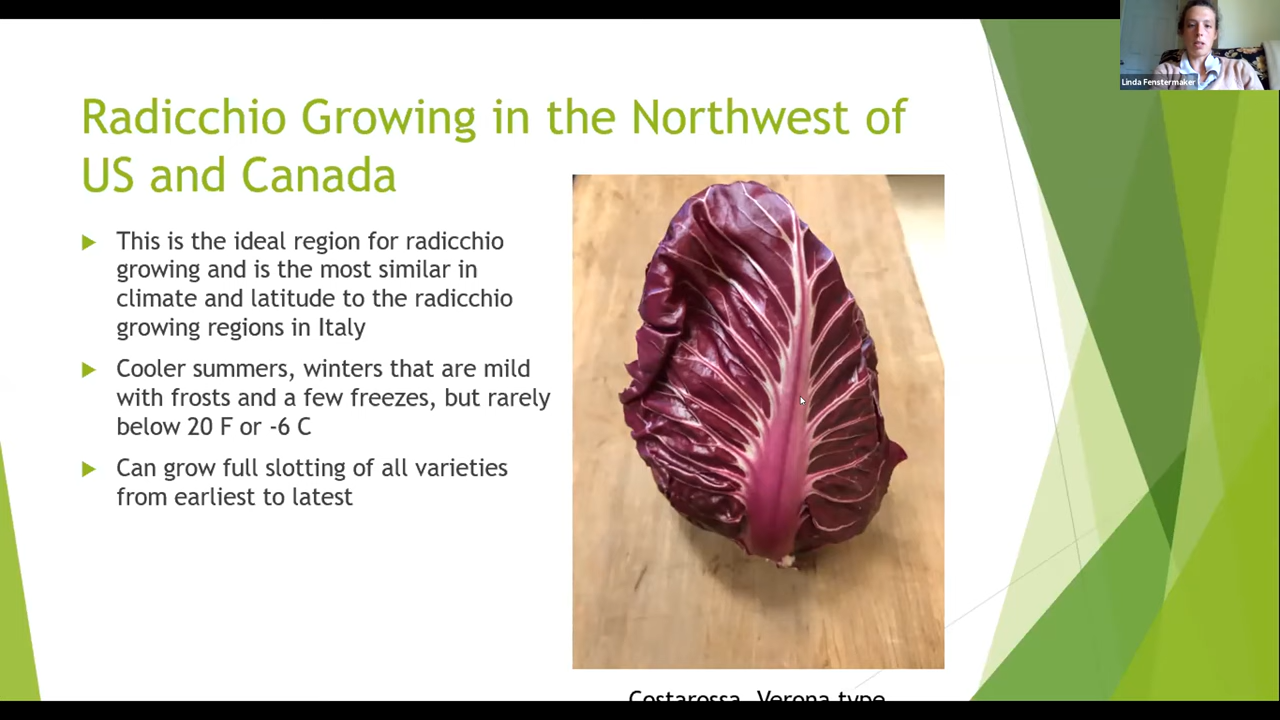 Linda Fenstermaker
Radicchio Growing in the Northwest of
US and Canada
This is the ideal region for radicchio
growing and is the most similar in
climate and latitude to the radicchio
growing regions in Italy
Cooler summers, winters that are mild
with frosts and a few freezes, but rarely
below 20 F or -6 C
Can grow full slotting of all varieties
from earliest to latest
Costarossa, Verona type